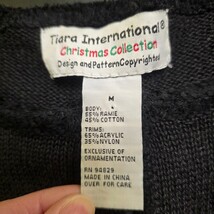 Tiara International®
Christmas Collection
Design and Pattern Copyrighted
M
BODY:
55% RAMIE
45% COTTON
TRIMS:
65% ACRYLIC
35% NYLON
EXCLUSIVE OF
ORNAMENTATION
RN 94829
MADE IN CHINA
OVER FOR CARE